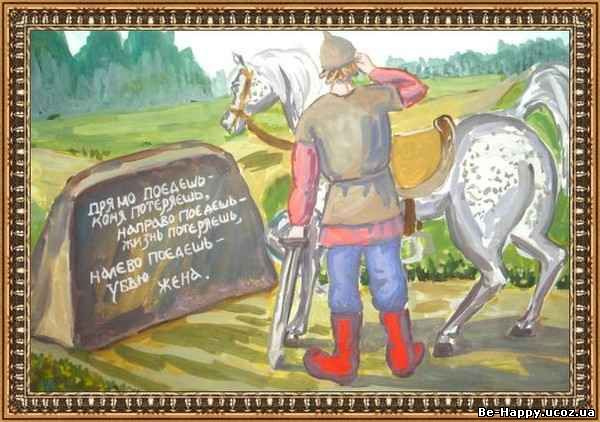 ПРЯМО ПОЕДЕШЬ-
КОНЯ ПОТЕРЯЕШЬ,
НАПРАВО ПОЕДЕШЬ-
ЖИЗНЬ ПОТЕРЯЕШЬ,
НАЛЕВО ПОЕДЕШЬ-
УБЬЮ ЖЕНА.
Be-Happy.ucoz.ua